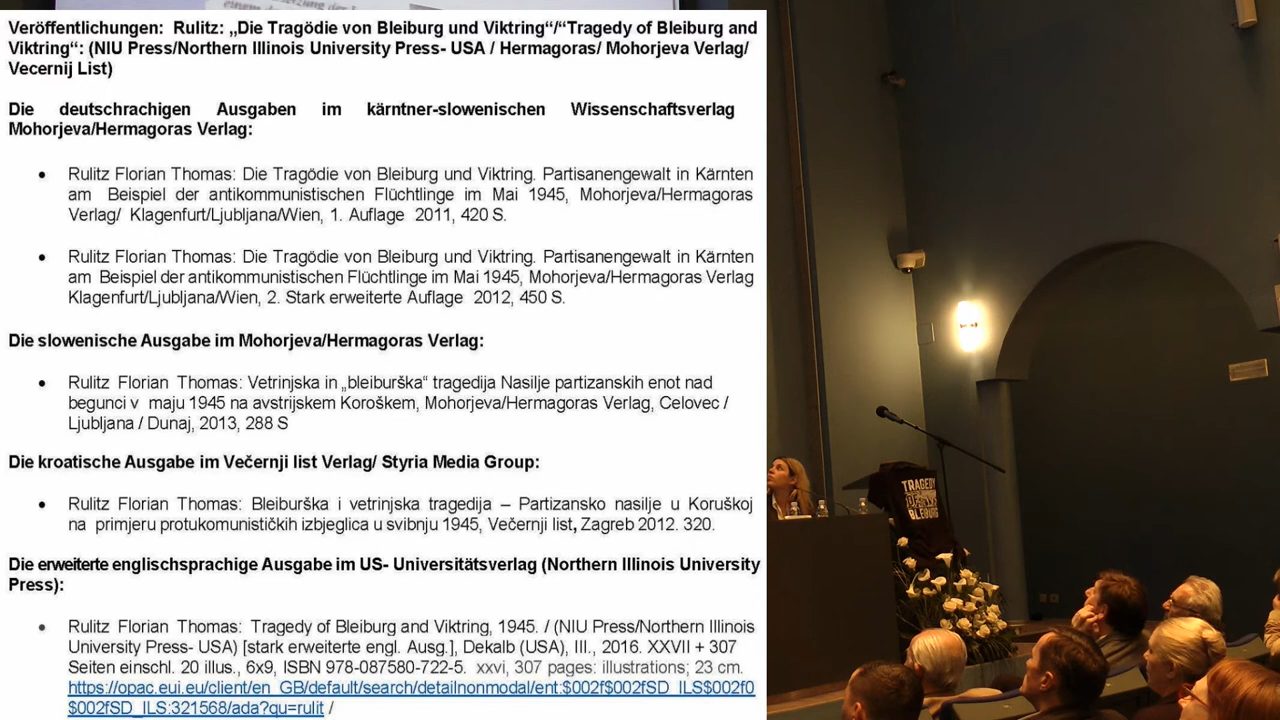 Veröffentlichungen: Rulitz: „Die Tragödie von Bleiburg und Viktring“/“Tragedy of Bleiburg and
Viktring“: (NIU Press/Northern Illinois University Press- USA / Hermagoras/ Mohorjeva Verlag/
Vecernij List)
Die deutschrachigen Ausgaben im kärntner-slowenischen Wissenschaftsverlag
Mohorjeva/Hermagoras Verlag:
• Rulitz Florian Thomas: Die Tragödie von Bleiburg und Viktring. Partisanengewalt in Kärnten
am Beispiel der antikommunistischen Flüchtlinge im Mai 1945, Mohorjeva/Hermagoras
Verlag/ Klagenfurt/Ljubljana/Wien, 1. Auflage 2011, 420 S.
• Rulitz Florian Thomas: Die Tragödie von Bleiburg und Viktring. Partisanengewalt in Kärnten
am Beispiel der antikommunistischen Flüchtlinge im Mai 1945, Mohorjeva/Hermagoras Verlag
Klagenfurt/Ljubljana/Wien, 2. Stark erweiterte Auflage 2012, 450 S.
Die slowenische Ausgabe im Mohorjeva/Hermagoras Verlag:
• Rulitz Florian Thomas: Vetrinjska in „bleiburška“ tragedija Nasilje partizanskih enot nad
begunci v maju 1945 na avstrijskem Koroškem, Mohorjeva/Hermagoras Verlag, Celovec /
Ljubljana / Dunaj, 2013, 288 S
Die kroatische Ausgabe im Večernji list Verlag/ Styria Media Group:
• Rulitz Florian Thomas: Bleiburška i vetrinjska tragedija – Partizansko nasilje u Koruškoj
na primjeru protukomunističkih izbjeglica u svibnju 1945, Večernji list, Zagreb 2012. 320.
Die erweiterte englischsprachige Ausgabe im US- Universitätsverlag (Northern Illinois University
Press):
• Rulitz Florian Thomas: Tragedy of Bleiburg and Viktring, 1945. / (NIU Press/Northern Illinois
University Press- USA) [stark erweiterte engl. Ausg.], Dekalb (USA), III., 2016. XXVII + 307
Seiten einschl. 20 illus., 6x9, ISBN 978-087580-722-5. xxvi, 307 pages: illustrations; 23 cm.
https://opac.eui.eu/client/en_GB/default/search/detailnonmodal/ent:$002f$002fSD_ILS$002f0
$002fSD_ILS:321568/ada?qu=rulit /
TRAGEDY
BLEIBURG